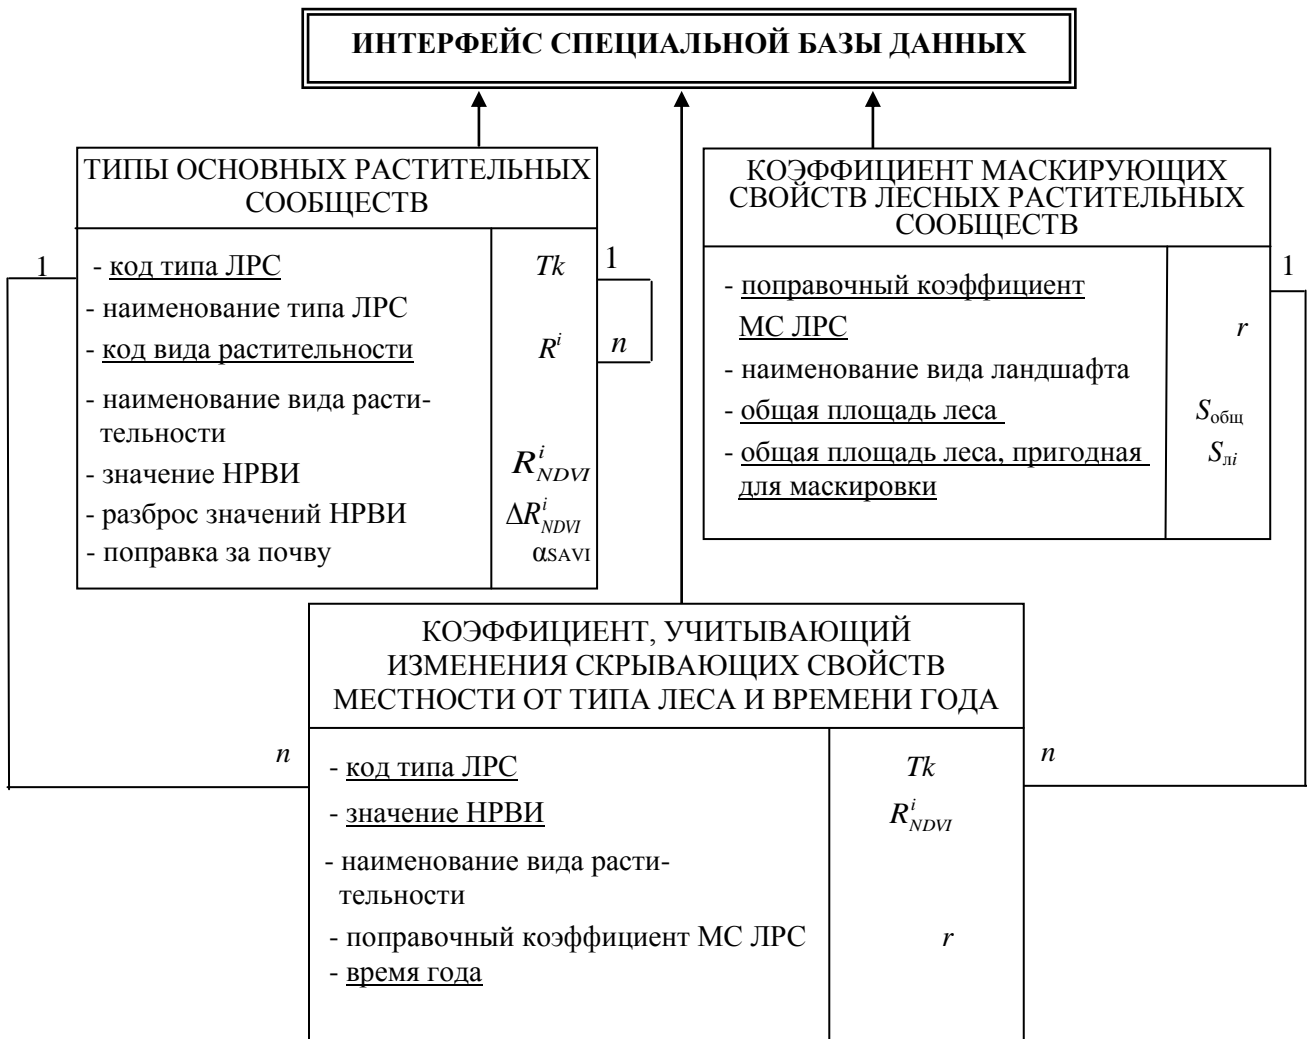 ИНТЕРФЕЙС СПЕЦИАЛЬНОЙ БАЗЫ ДАННЫХ
ТИПЫ ОСНОВНЫХ РАСТИТЕЛЬНЫХ
СООБЩЕСТВ
1
- код типа ЛРС Tk 1
- наименование типа ЛРС
- код вида растительности R^i n
- наименование вида расти-
тельности
- значение НРВИ R^i_NDVI
- разброс значений НРВИ ΔR^i_NDVI
- поправка за почву αSAVI
КОЭФФИЦИЕНТ МАСКИРУЮЩИХ
СВОЙСТВ ЛЕСНЫХ РАСТИТЕЛЬНЫХ
СООБЩЕСТВ
1
- поправочный коэффициент
МС ЛРС r
- наименование вида ландшафта
- общая площадь леса S_общ
- общая площадь леса, пригодная S_лi
для маскировки
КОЭФФИЦИЕНТ, УЧИТЫВАЮЩИЙ
ИЗМЕНЕНИЯ СКРЫВАЮЩИХ СВОЙСТВ
МЕСТНОСТИ ОТ ТИПА ЛЕСА И ВРЕМЕНИ ГОДА
n
- код типа ЛРС Tk n
- значение НРВИ R^i_NDVI
- наименование вида расти-
тельности
- поправочный коэффициент МС ЛРС r
- время года